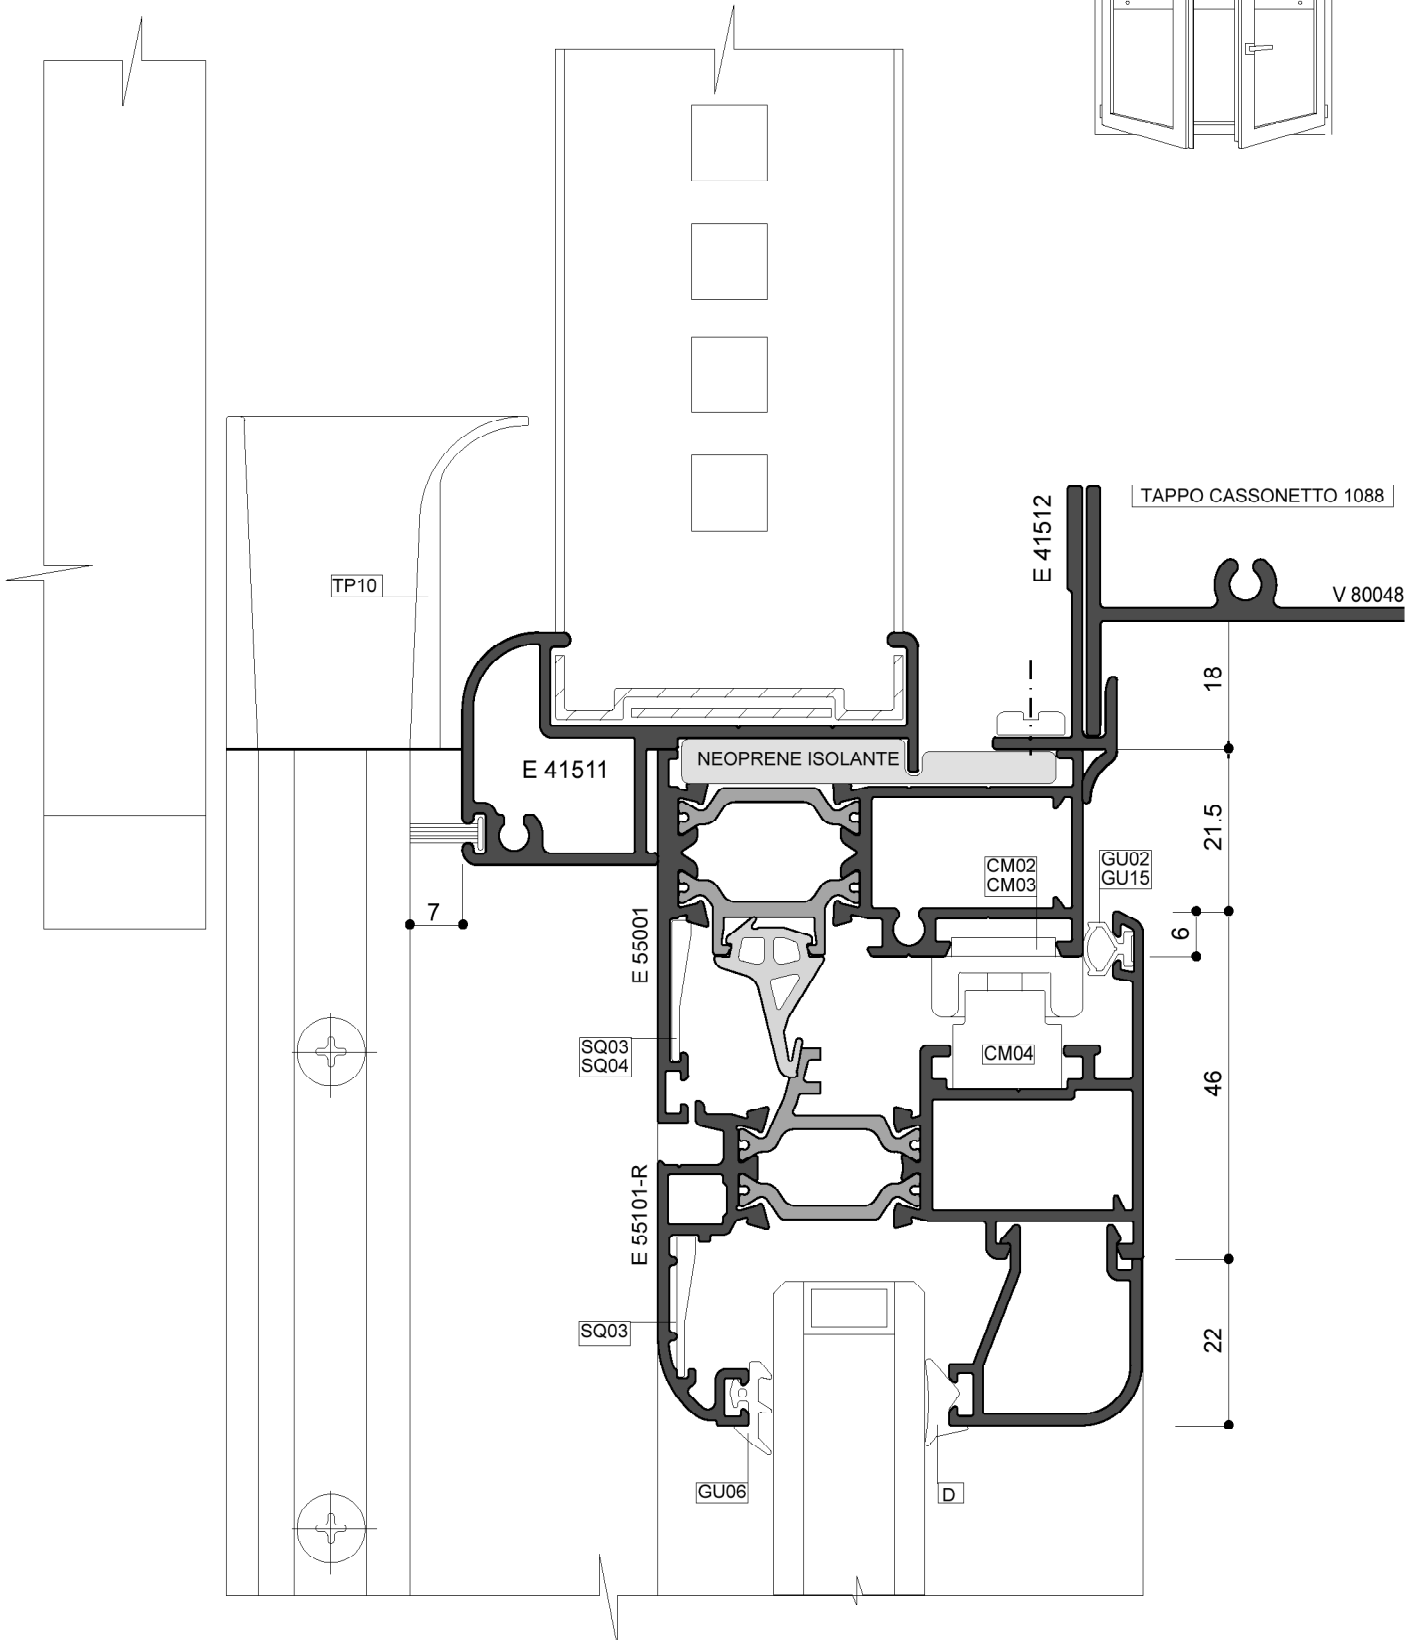 TAPPO CASSONETTO 1088
E 41512
V 80048
TP10
18
NEOPRENE ISOLANTE
E 41511
21.5
CM02
CM03
GU02
GU15
7
6
E 55001
SQ03
SQ04
CM04
46
E 55101-R
SQ03
22
GU06
D